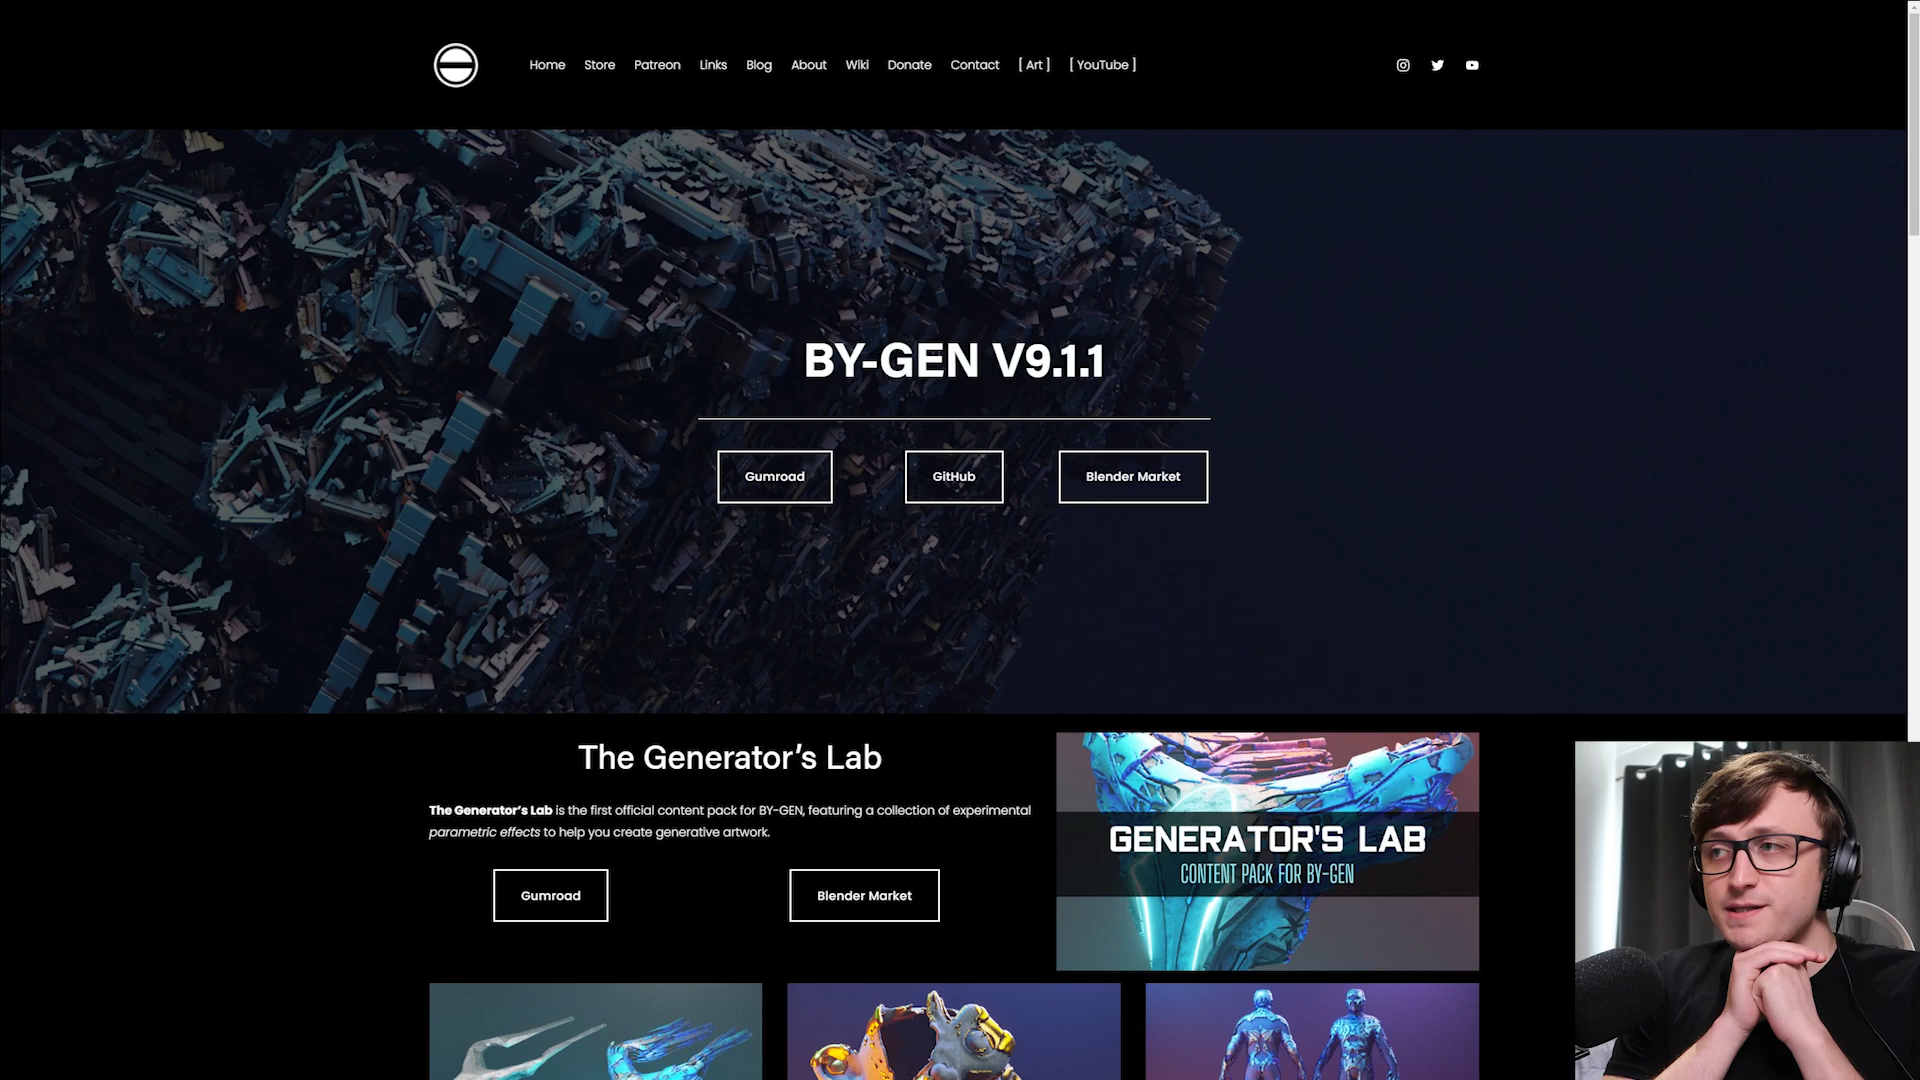 Home Store Patreon Links Blog About Wiki Donate Contact [ Art ] [ YouTube ]
BY-GEN V9.1.1
Gumroad GitHub Blender Market
The Generator’s Lab
The Generator’s Lab is the first official content pack for BY-GEN, featuring a collection of experimental
parametric effects to help you create generative artwork.
Gumroad Blender Market
GENERATOR'S LAB
CONTENT PACK FOR BY-GEN